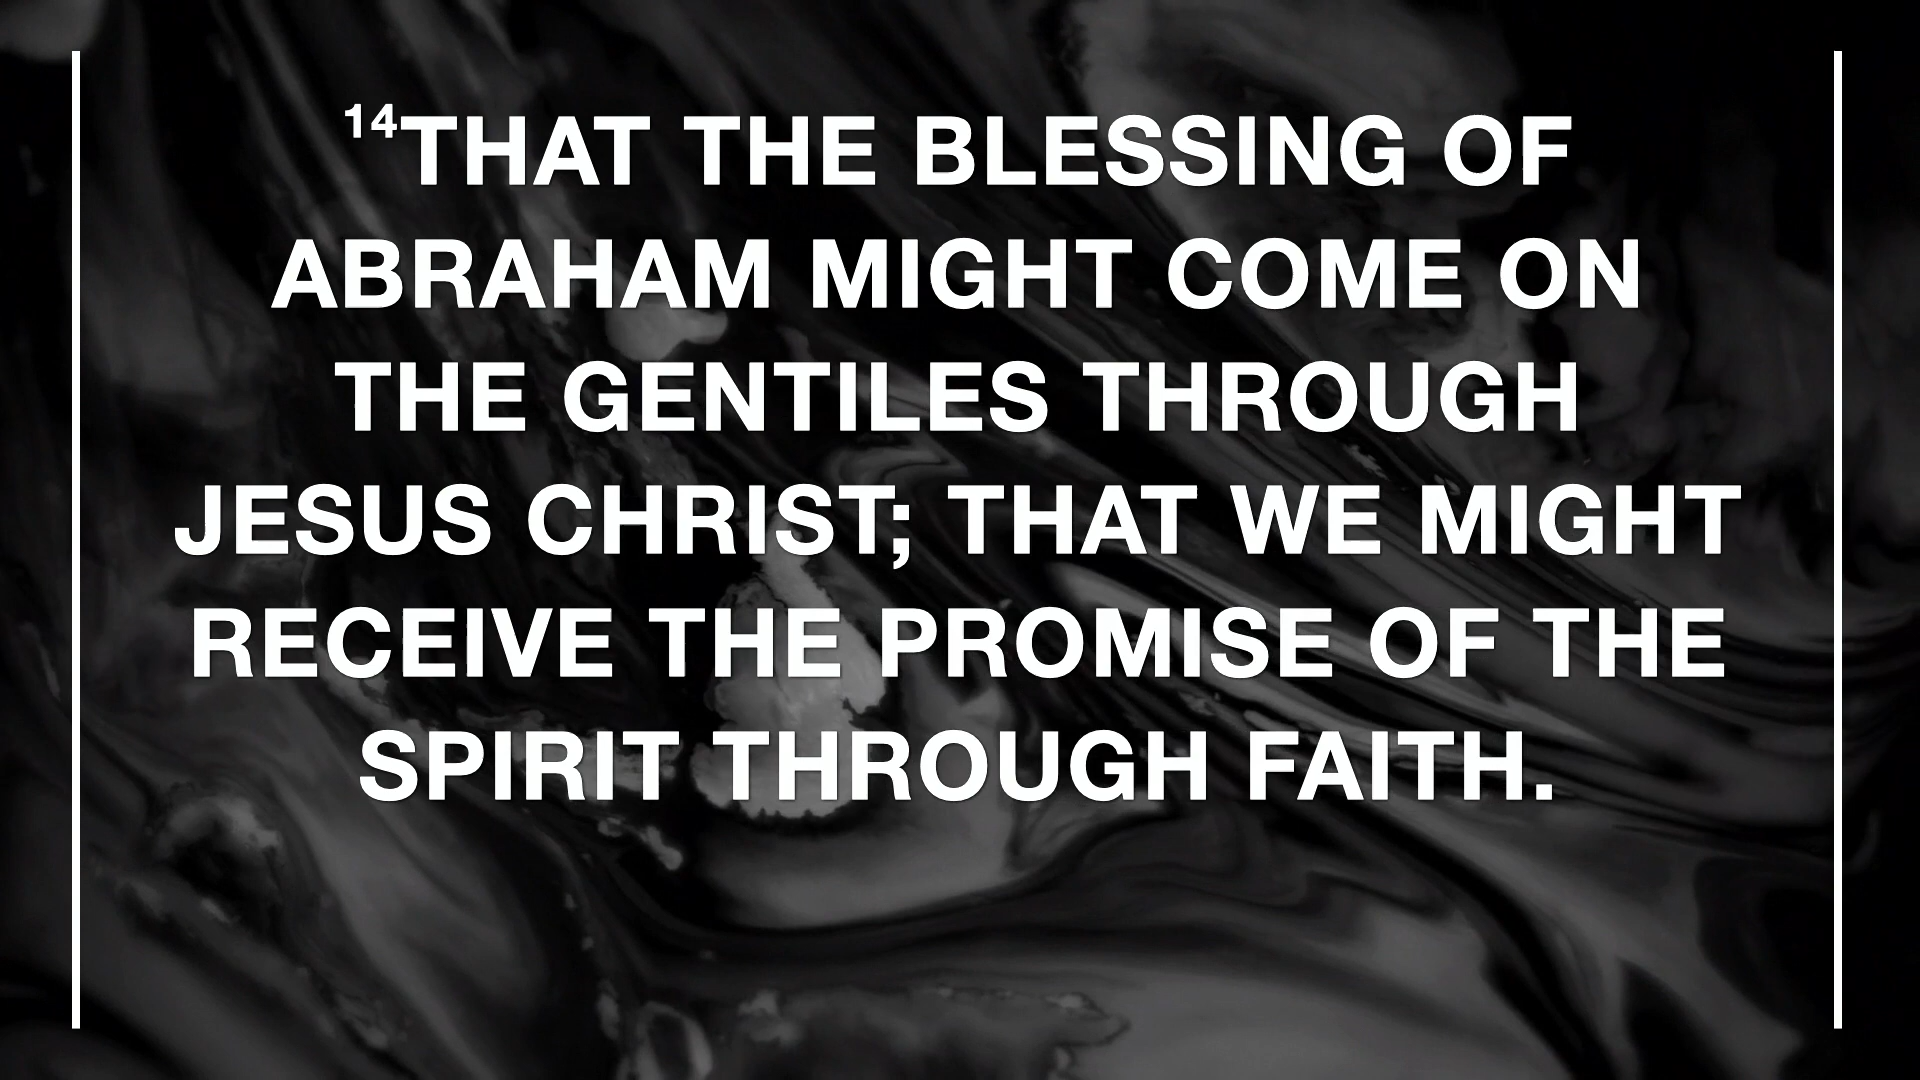 14THAT THE BLESSING OF
ABRAHAM MIGHT COME ON
THE GENTILES THROUGH
JESUS CHRIST; THAT WE MIGHT
RECEIVE THE PROMISE OF THE
SPIRIT THROUGH FAITH.